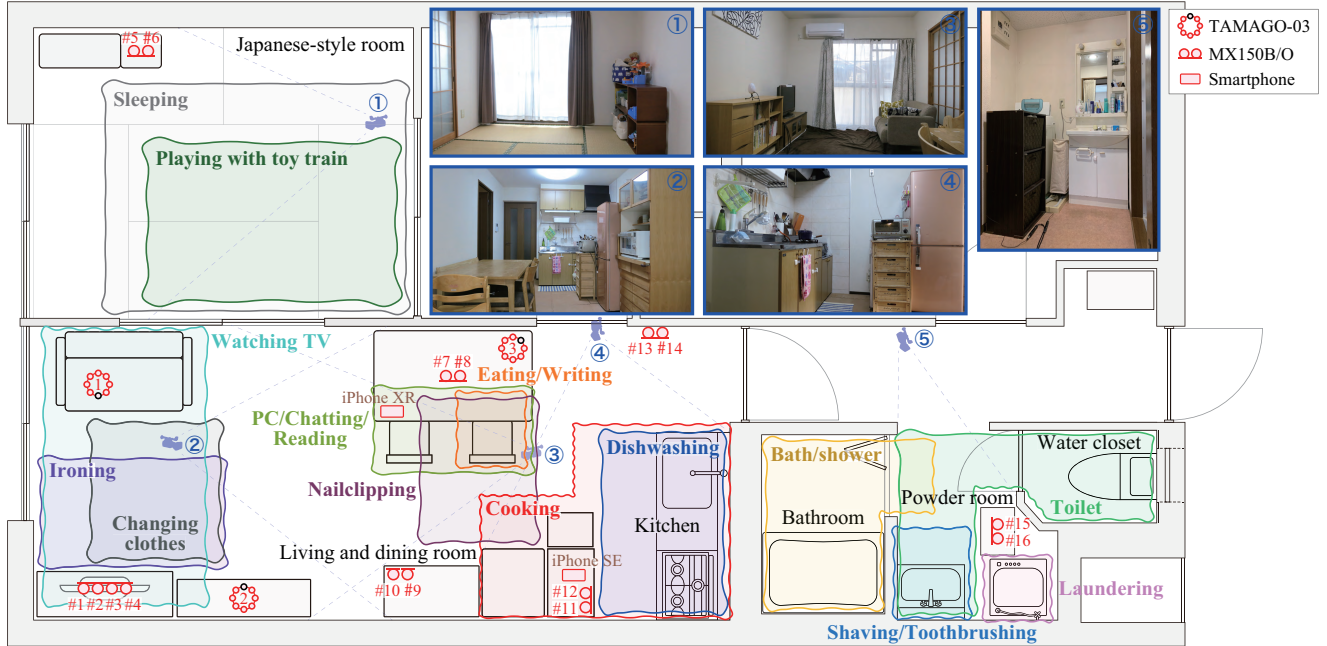 #5 #6
Japanese-style room
Sleeping
①
Playing with toy train
①
③
⑤
②
④
TAMAGO-03
MX150B/O
Smartphone
Watching TV
1
#7 #8
3
Eating/Writing
iPhone XR
PC/Chatting/
Reading
④
#13 #14
⑤
②
③
Ironing
Nailclipping
Changing
clothes
Living and dining room
#1 #2 #3 #4
2
#10 #9
Cooking
Dishwashing
Kitchen
iPhone SE
#12
#11
Bath/shower
Bathroom
Powder room
Water closet
Toilet
#15
#16
Laundering
Shaving/Toothbrushing